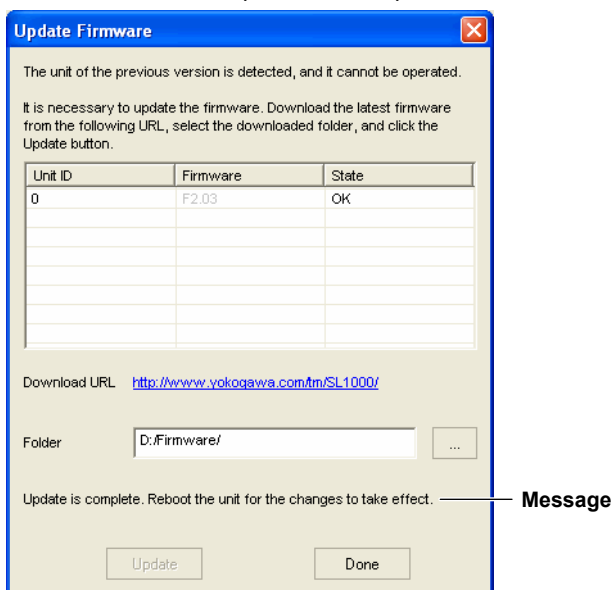 Update Firmware
The unit of the previous version is detected, and it cannot be operated.
It is necessary to update the firmware. Download the latest firmware
from the following URL, select the downloaded folder, and click the
Update button.
Unit ID Firmware State
0 F2.03 OK
Download URL http://www.yokogawa.com/tm/SL1000/
Folder D:/Firmware/ ...
Update is complete. Reboot the unit for the changes to take effect. Message
Update Done